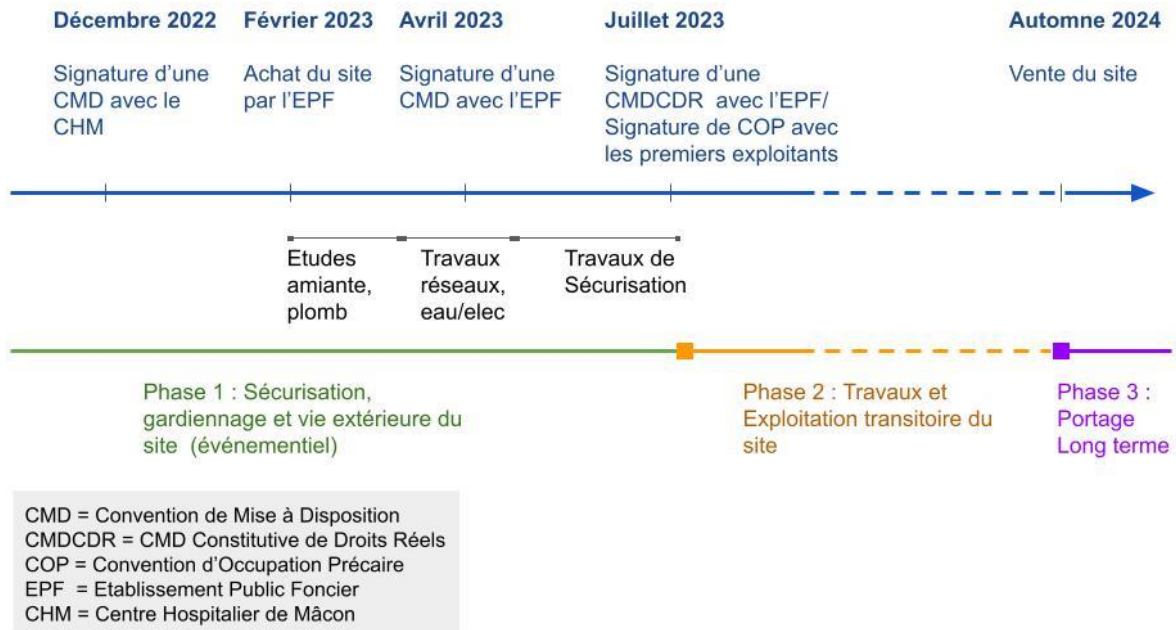 Décembre 2022
Février 2023
Avril 2023
Juillet 2023
Automne 2024
Signature d'une
CMD avec le
CHM
Achat du site
par l'EPF
Signature d'une
CMD avec l'EPF
Signature d'une
CMDCDR avec l'EPF/
Signature de COP avec
les premiers exploitants
Vente du site
Etudes
amiante,
plomb
Travaux
réseaux,
eau/elec
Travaux de
Sécurisation
Phase 1 : Sécurisation,
gardiennage et vie extérieure du
site (événementiel)
Phase 2 : Travaux et
Exploitation transitoire du
site
Phase 3 :
Portage
Long terme
CMD = Convention de Mise à Disposition
CMDCDR = CMD Constitutive de Droits Réels
COP = Convention d'Occupation Précaire
EPF = Etablissement Public Foncier
CHM = Centre Hospitalier de Mâcon